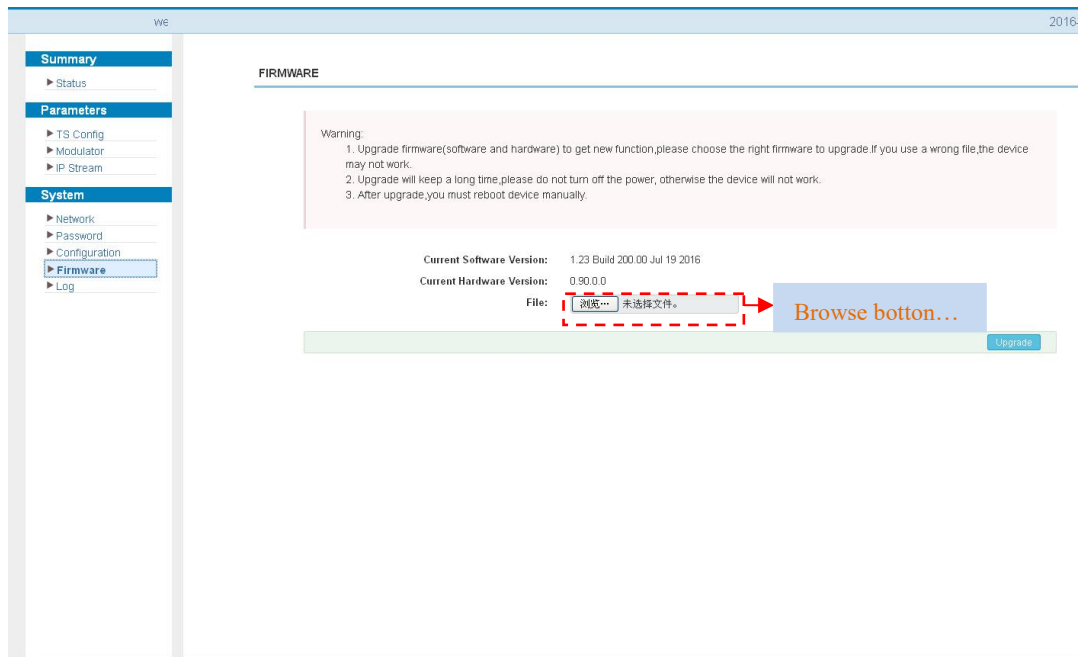 we
2016-
Summary
Status
Parameters
TS Config
Modulator
IP Stream
System
Network
Password
Configuration
Firmware
Log
FIRMWARE
Warning:
1. Upgrade firmware(software and hardware) to get new function,please choose the right firmware to upgrade.If you use a wrong file,the device
may not work.
2. Upgrade will keep a long time,please do not turn off the power, otherwise the device will not work.
3. After upgrade,you must reboot device manually.
Current Software Version: 1.23 Build 200.00 Jul 19 2016
Current Hardware Version: 0.90.0.0
File: 浏览… 未选择文件。
Browse botton…
Upgrade